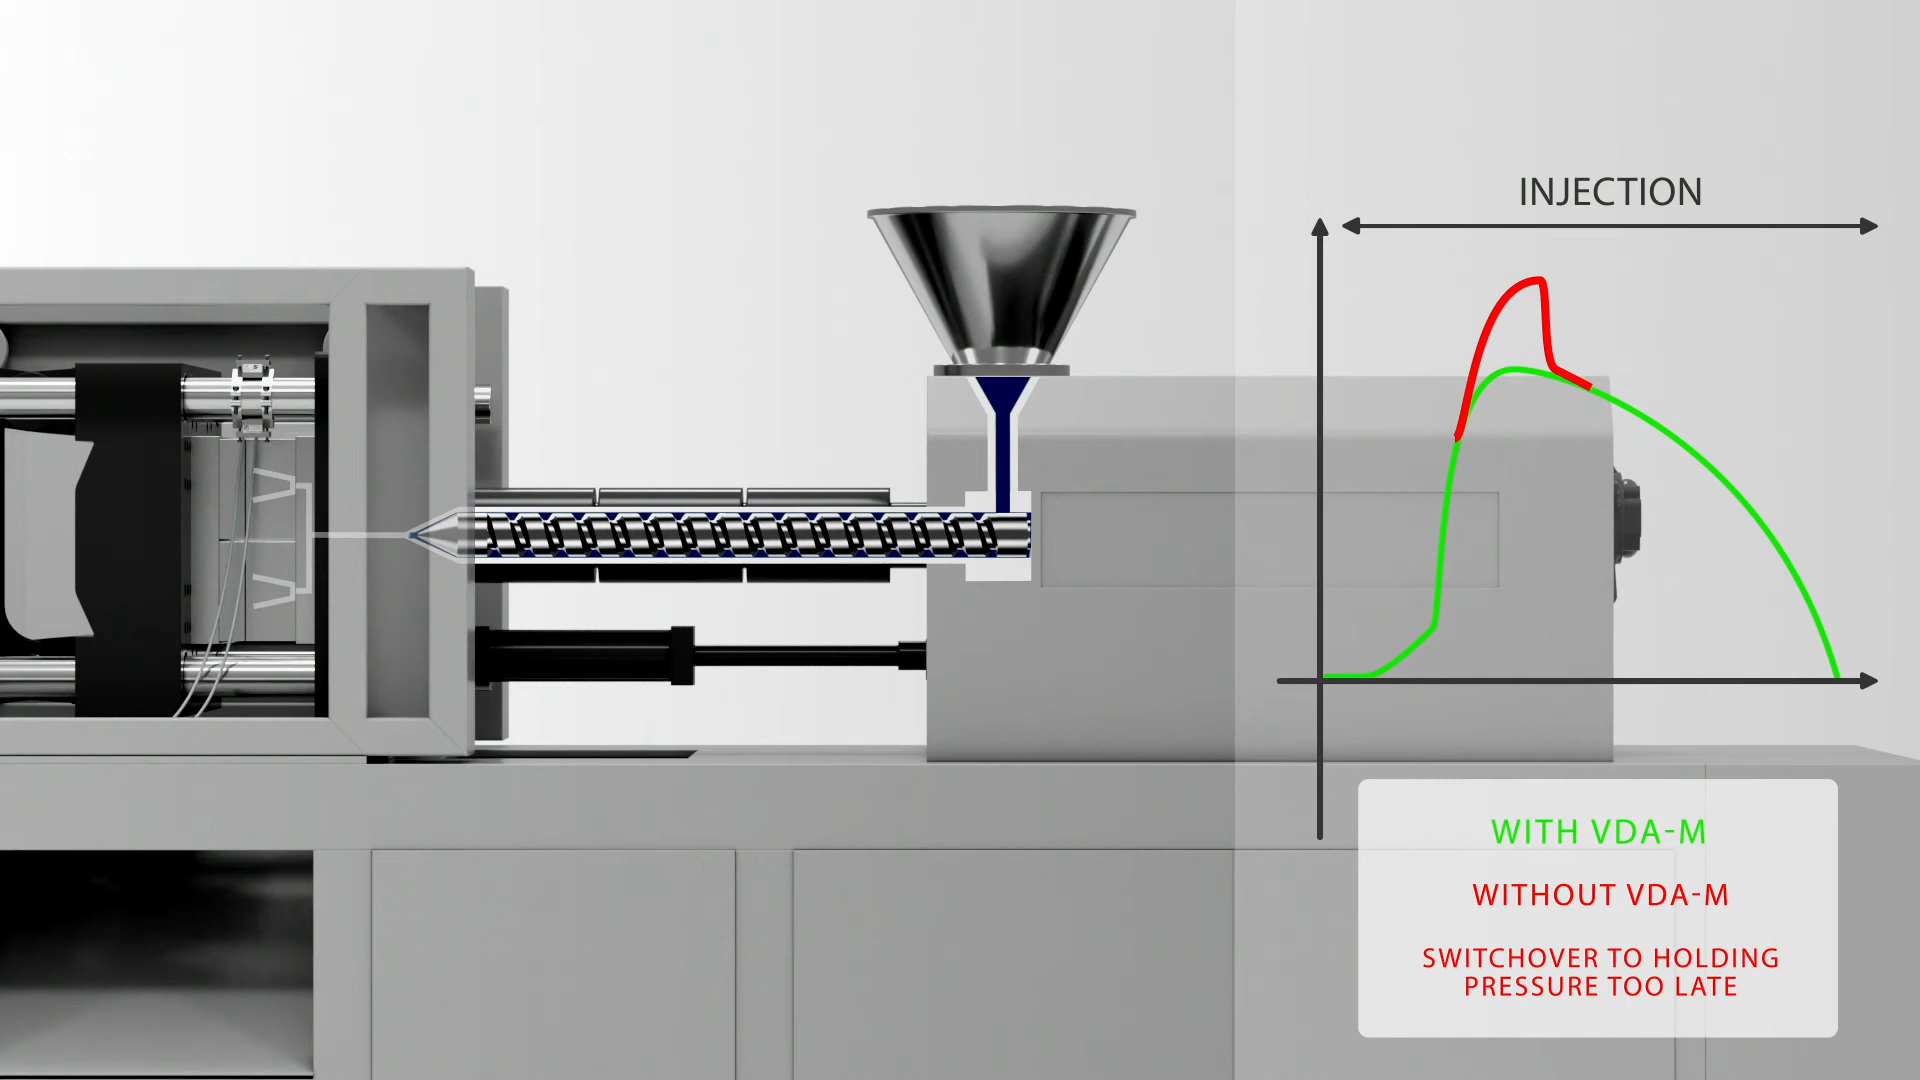 INJECTION
WITH VDA-M
WITHOUT VDA-M
SWITCHOVER TO HOLDING
PRESSURE TOO LATE